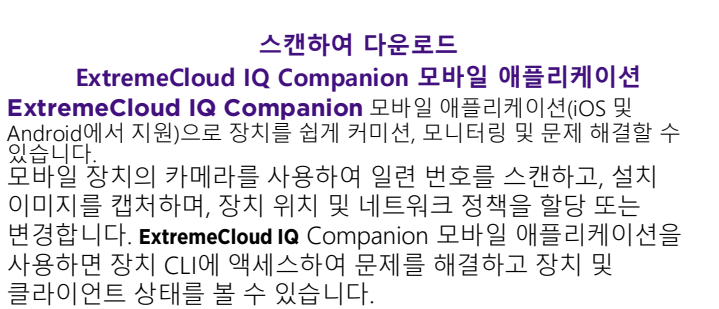 스캔하여 다운로드
ExtremeCloud IQ Companion 모바일 애플리케이션
ExtremeCloud IQ Companion 모바일 애플리케이션(iOS 및
Android에서 지원)으로 장치를 쉽게 커미션, 모니터링 및 문제 해결할 수
있습니다.
모바일 장치의 카메라를 사용하여 일련 번호를 스캔하고, 설치
이미지를 캡처하며, 장치 위치 및 네트워크 정책을 할당 또는
변경합니다. ExtremeCloud IQ Companion 모바일 애플리케이션을
사용하면 장치 CLI에 액세스하여 문제를 해결하고 장치 및
클라이언트 상태를 볼 수 있습니다.